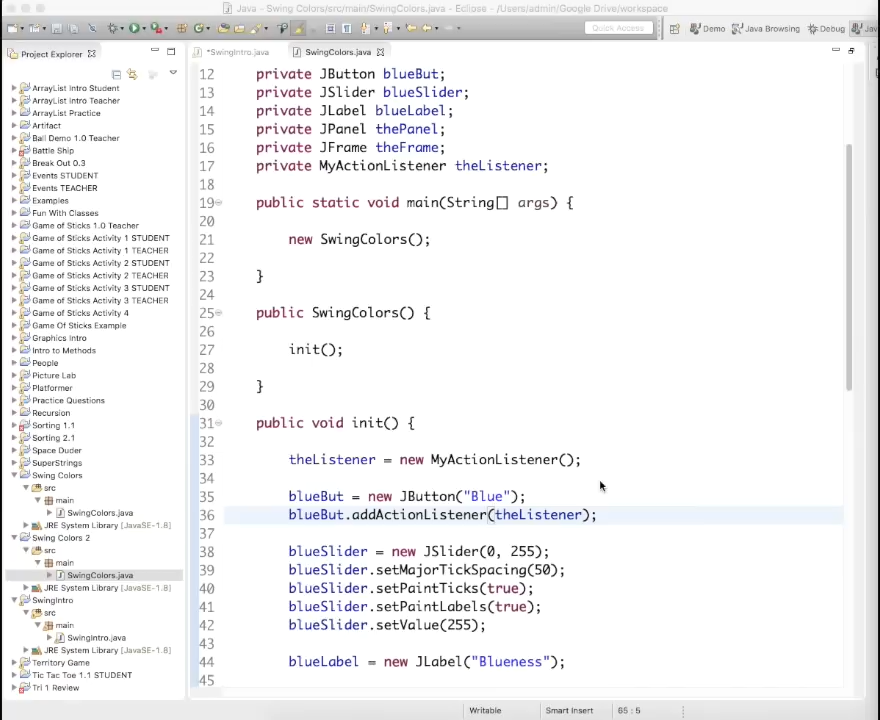 Java - Swing Colors/src/main/SwingColors.java - Eclipse - /Users/admin/Google Drive/workspace
Quick Access
Demo
Java Browsing
Debug
Project Explorer
*SwingIntro.java
SwingColors.java
ArrayList Intro Student
ArrayList Intro Teacher
ArrayList Practice
Artifact
Ball Demo 1.0 Teacher
Battle Ship
Break Out 0.3
Events STUDENT
Events TEACHER
Examples
Fun With Classes
Game of Sticks 1.0 Teacher
Game of Sticks Activity 1 STUDENT
Game of Sticks Activity 1 TEACHER
Game of Sticks Activity 2 STUDENT
Game of Sticks Activity 2 TEACHER
Game of Sticks Activity 3 STUDENT
Game of Sticks Activity 3 TEACHER
Game of Sticks Activity 4
Game Of Sticks Example
Graphics Intro
Intro to Methods
People
Picture Lab
Platformer
Practice Questions
Recursion
Sorting 1.1
Sorting 2.1
Space Duder
SuperStrings
Swing Colors
src
main
SwingColors.java
JRE System Library [JavaSE-1.8]
Swing Colors 2
src
main
SwingColors.java
JRE System Library [JavaSE-1.8]
SwingIntro
src
main
SwingIntro.java
JRE System Library [JavaSE-1.8]
Territory Game
Tic Tac Toe 1.1 STUDENT
Tri 1 Review
12 private JButton blueBut;
13 private JSlider blueSlider;
14 private JLabel blueLabel;
15 private JPanel thePanel;
16 private JFrame theFrame;
17 private MyActionListener theListener;
18
19 public static void main(String[] args) {
20
21 new SwingColors();
22
23 }
24
25 public SwingColors() {
26
27 init();
28
29 }
30
31 public void init() {
32
33 theListener = new MyActionListener();
34
35 blueBut = new JButton("Blue");
36 blueBut.addActionListener(theListener);
37
38 blueSlider = new JSlider(0, 255);
39 blueSlider.setMajorTickSpacing(50);
40 blueSlider.setPaintTicks(true);
41 blueSlider.setPaintLabels(true);
42 blueSlider.setValue(255);
43
44 blueLabel = new JLabel("Blueness");
45
Writable
Smart Insert
65 : 5